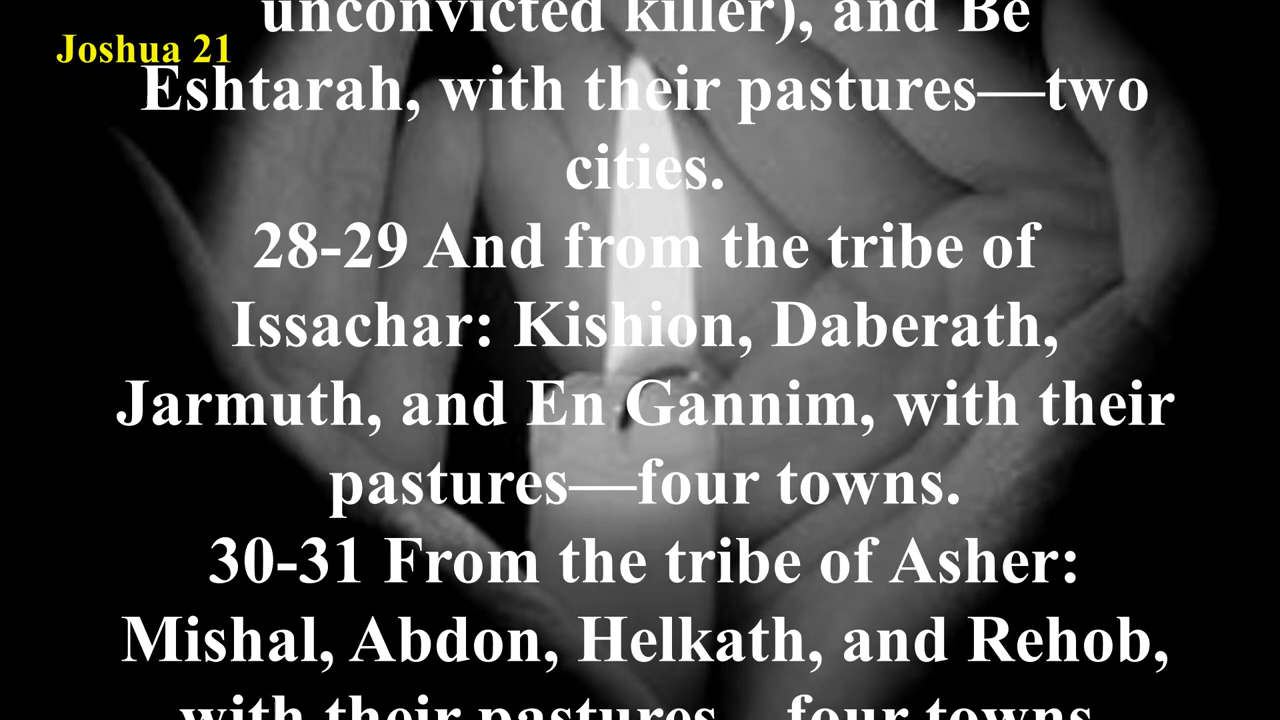 unconvicted killer), and Be
Joshua 21
Eshtarah, with their pastures—two
cities.
28-29 And from the tribe of
Issachar: Kishion, Daberath,
Jarmuth, and En Gannim, with their
pastures—four towns.
30-31 From the tribe of Asher:
Mishal, Abdon, Helkath, and Rehob,
with their pastures—four towns.